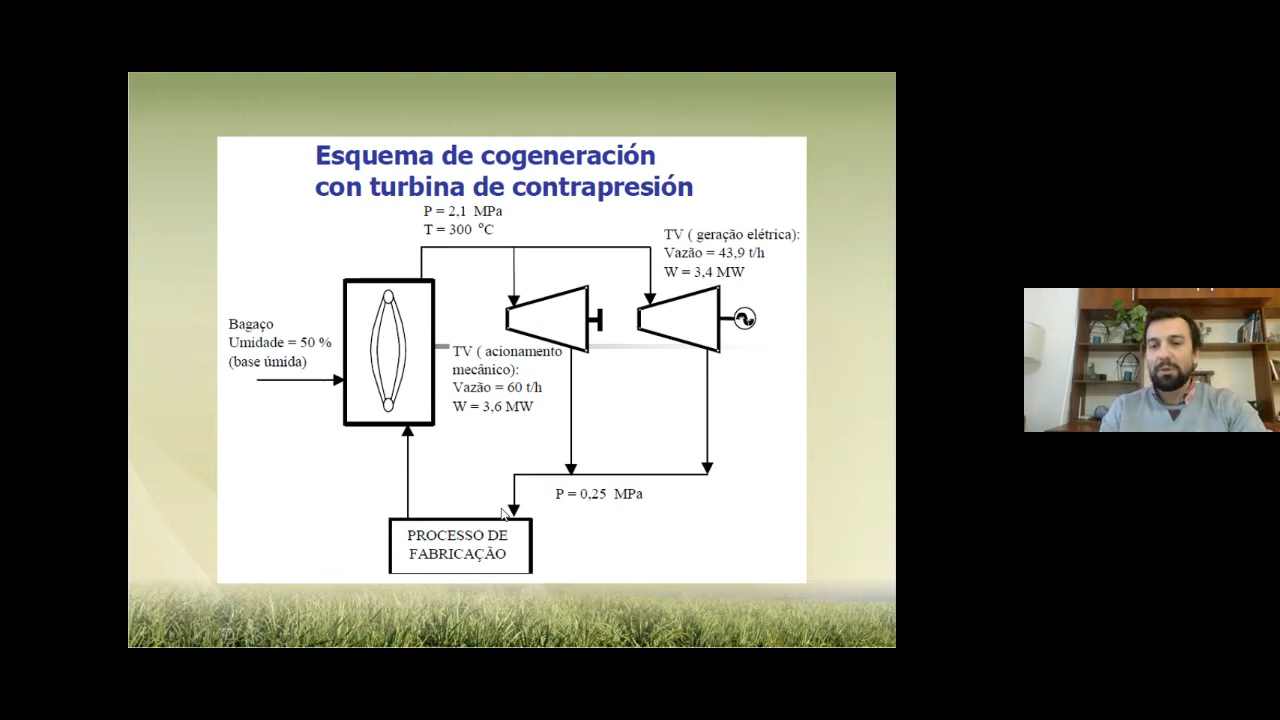 Esquema de cogeneración
con turbina de contrapresión
P = 2,1 MPa
T = 300 °C
TV ( geração elétrica):
Vazão = 43,9 t/h
W = 3,4 MW
Bagaço
Umidade = 50 %
(base úmida)
TV ( acionamento
mecânico):
Vazão = 60 t/h
W = 3,6 MW
P = 0,25 MPa
PROCESSO DE
FABRICAÇÃO